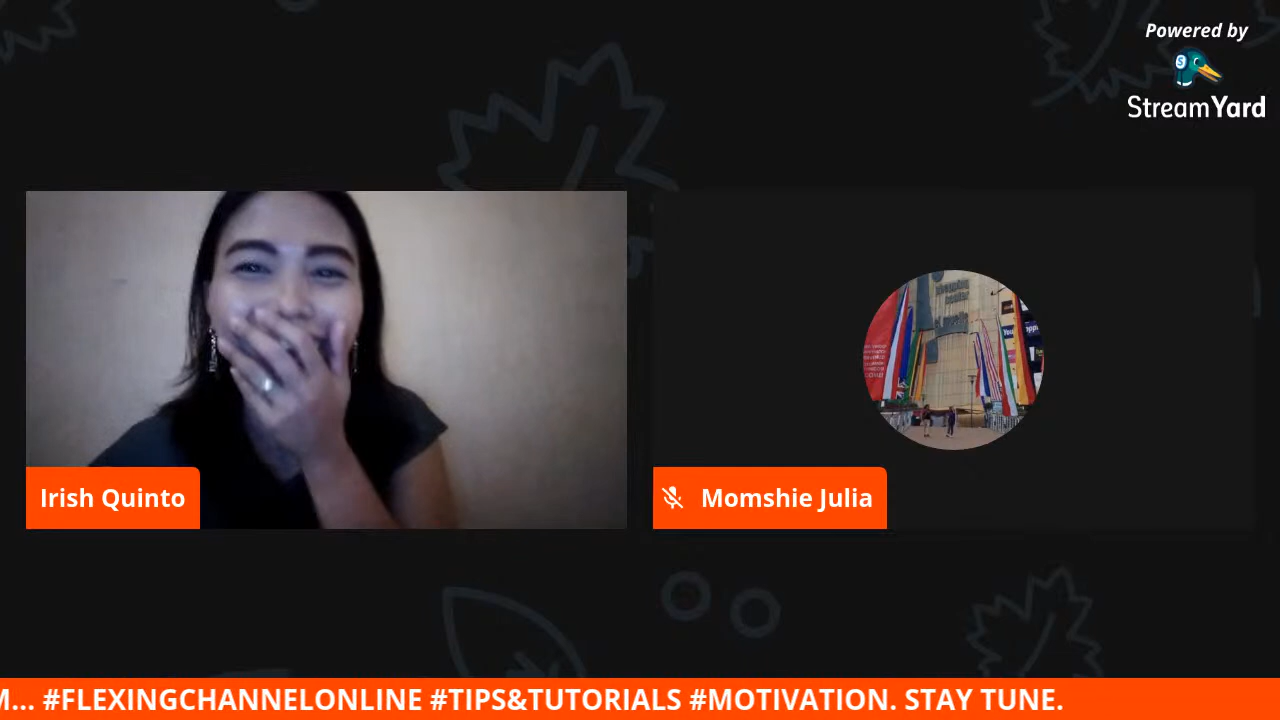 Powered by
StreamYard
Irish Quinto
Momshie Julia
M... #FLEXINGCHANNELONLINE #TIPS&TUTORIALS #MOTIVATION. STAY TUNE.